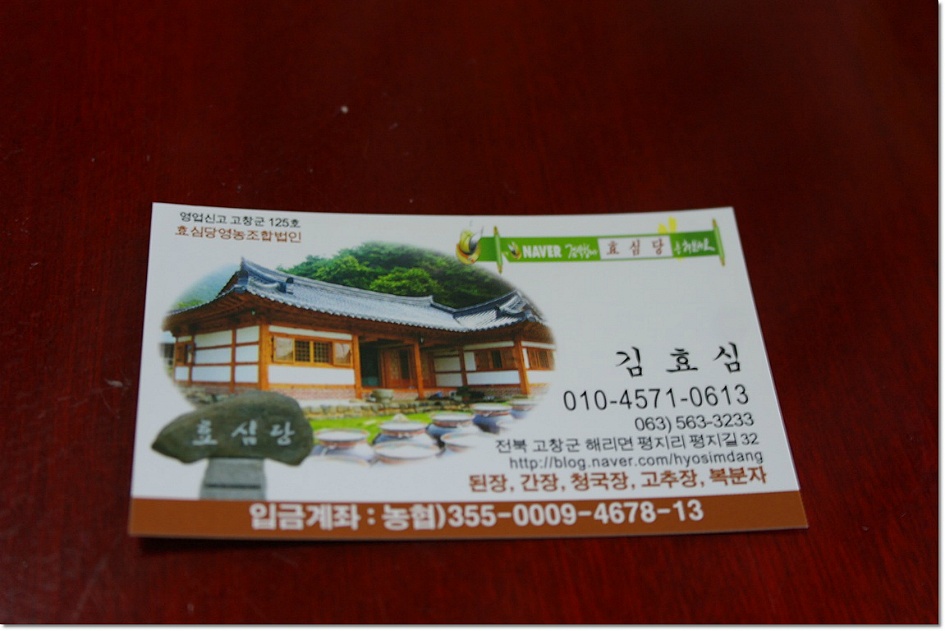 영업신고 고창군 125호
효심당영농조합법인
NAVER 효심당
김효심
010-4571-0613
063) 563-3233
전북 고창군 해리면 평지리 평지길 32
http://blog.naver.com/hyosimdang
된장, 간장, 청국장, 고추장, 복분자
효심당
입금계좌 : 농협)355-0009-4678-13